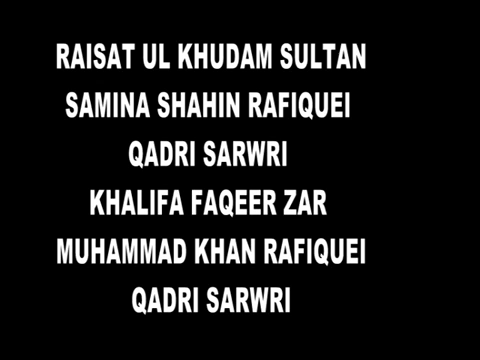 RAISAT UL KHUDAM SULTAN
SAMINA SHAHIN RAFIQUEI
QADRI SARWRI
KHALIFA FAQEER ZAR
MUHAMMAD KHAN RAFIQUEI
QADRI SARWRI